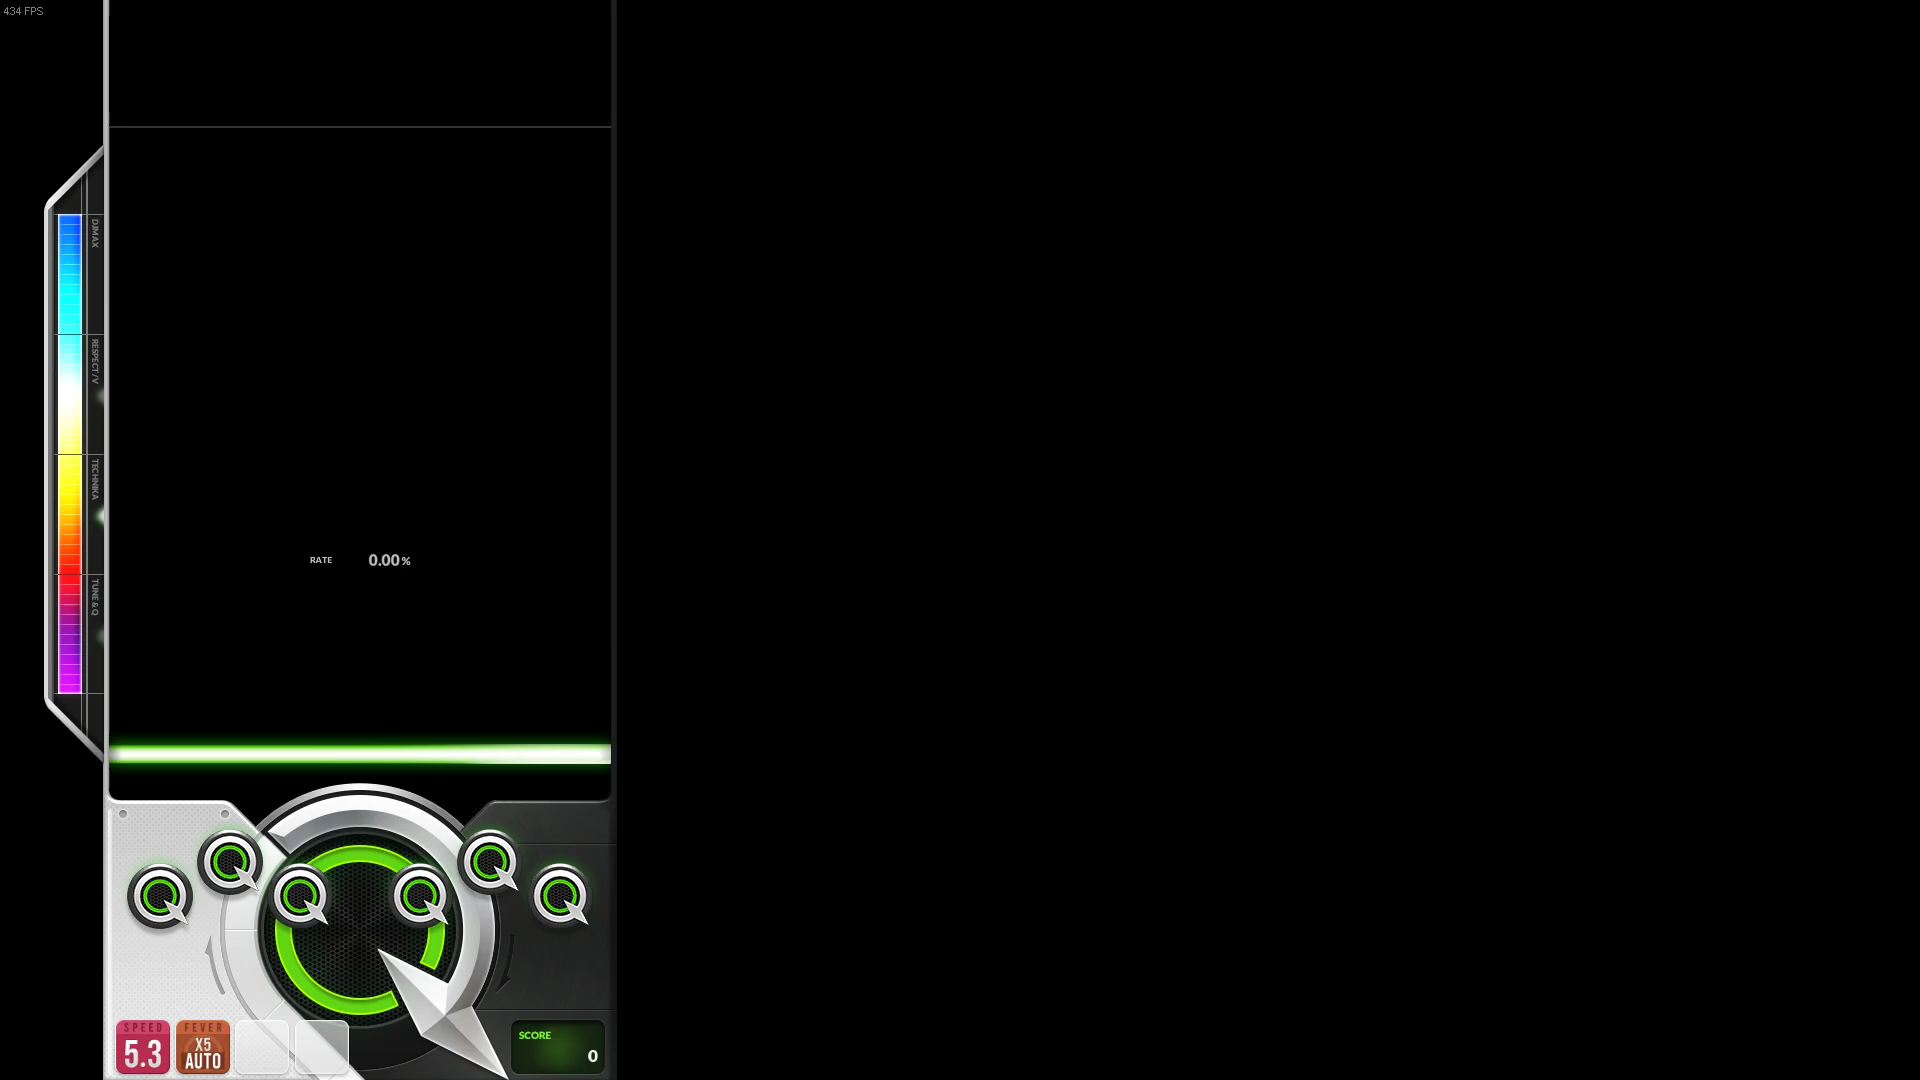 434 FPS
DJMAX
RESPECT/V
TECHNIKA
TUNE & Q
RATE 0.00%
SPEED
5.3
FEVER
X5
AUTO
SCORE
0